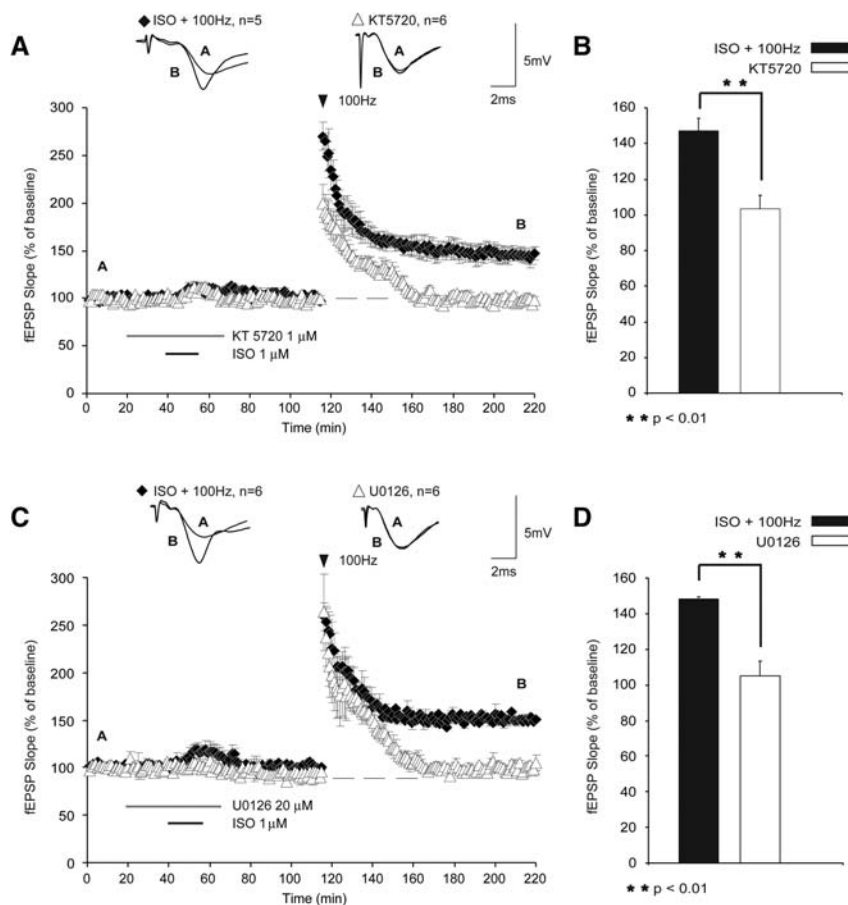 A
◆ ISO + 100Hz, n=5
△ KT5720, n=6
A
B
A
B
5mV
2ms
▼ 100Hz
fEPSP Slope (% of baseline)
300
250
200
150
100
50
0
A
B
KT 5720 1 µM
ISO 1 µM
0 20 40 60 80 100 120 140 160 180 200 220
Time (min)
B
ISO + 100Hz
KT5720
**
fEPSP Slope (% of baseline)
160
140
120
100
80
60
40
20
0
** p < 0.01
C
◆ ISO + 100Hz, n=6
△ U0126, n=6
A
B
A
B
5mV
2ms
▼ 100Hz
fEPSP Slope (% of baseline)
300
250
200
150
100
50
0
A
B
U0126 20 µM
ISO 1µM
0 20 40 60 80 100 120 140 160 180 200 220
Time (min)
D
ISO + 100Hz
U0126
**
fEPSP Slope (% of baseline)
160
140
120
100
80
60
40
20
0
** p < 0.01